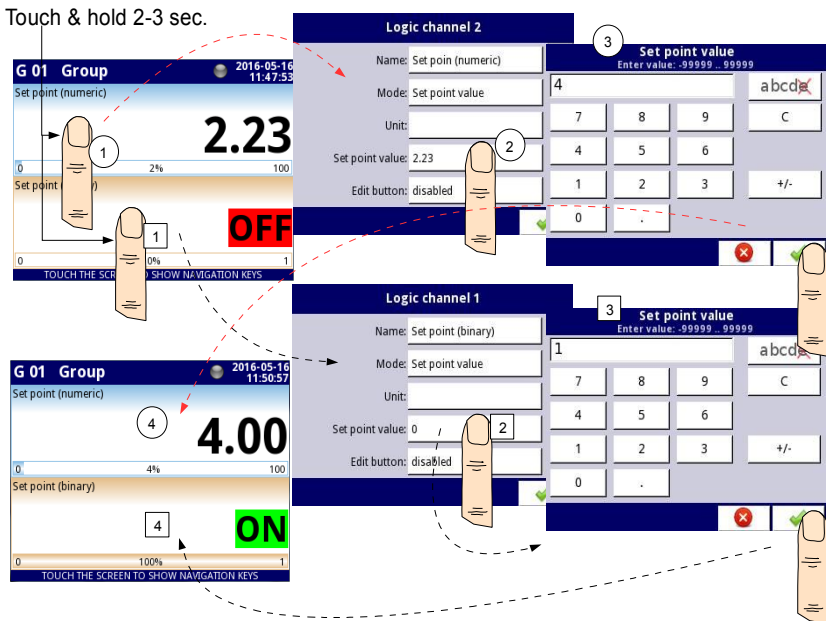 Touch & hold 2-3 sec.
G 01 Group
2016-05-16
11:47:53
Set point (numeric)
2.23
0 2% 100
Set point
OFF
0 0% 1
TOUCH THE SCREEN TO SHOW NAVIGATION KEYS
1
1
Logic channel 2
Name: Set poin (numeric)
Mode: Set point value
Unit:
Set point value: 2.23
Edit button: disabled
2
3
Set point value
Enter value: -99999 .. 99999
4
abcde
7 8 9 C
4 5 6
1 2 3 +/-
0 .
Logic channel 1
Name: Set point (binary)
Mode: Set point value
Unit:
Set point value: 0
Edit button: disabled
2
3
Set point value
Enter value: -99999 .. 99999
1
abcde
7 8 9 C
4 5 6
1 2 3 +/-
0 .
G 01 Group
2016-05-16
11:50:57
Set point (numeric)
4
4.00
0 4% 100
Set point (binary)
4
ON
0 100% 1
TOUCH THE SCREEN TO SHOW NAVIGATION KEYS